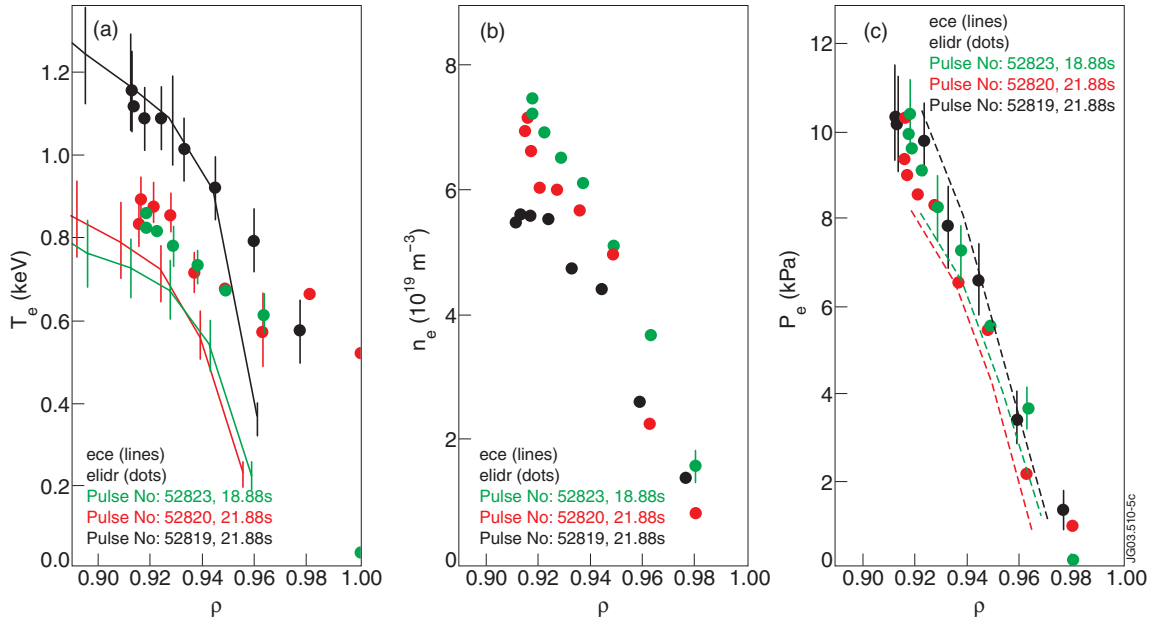 (a)
1.2
1.0
0.8
0.6
0.4
0.2
0.0
T_e (keV)
ece (lines)
elidr (dots)
Pulse No: 52823, 18.88s
Pulse No: 52820, 21.88s
Pulse No: 52819, 21.88s
0.90 0.92 0.94 0.96 1.00
ρ
(b)
8
6
4
2
n_e (10^19 m^-3)
ece (lines)
elidr (dots)
Pulse No: 52823, 18.88s
Pulse No: 52820, 21.88s
Pulse No: 52819, 21.88s
0.90 0.92 0.94 0.96 0.98 1.00
ρ
(c)
ece (lines)
elidr (dots)
Pulse No: 52823, 18.88s
Pulse No: 52820, 21.88s
Pulse No: 52819, 21.88s
12
10
8
6
4
2
0
P_e (kPa)
0.90 0.92 0.94 0.96 0.98 1.00
ρ
JG03.510-5c